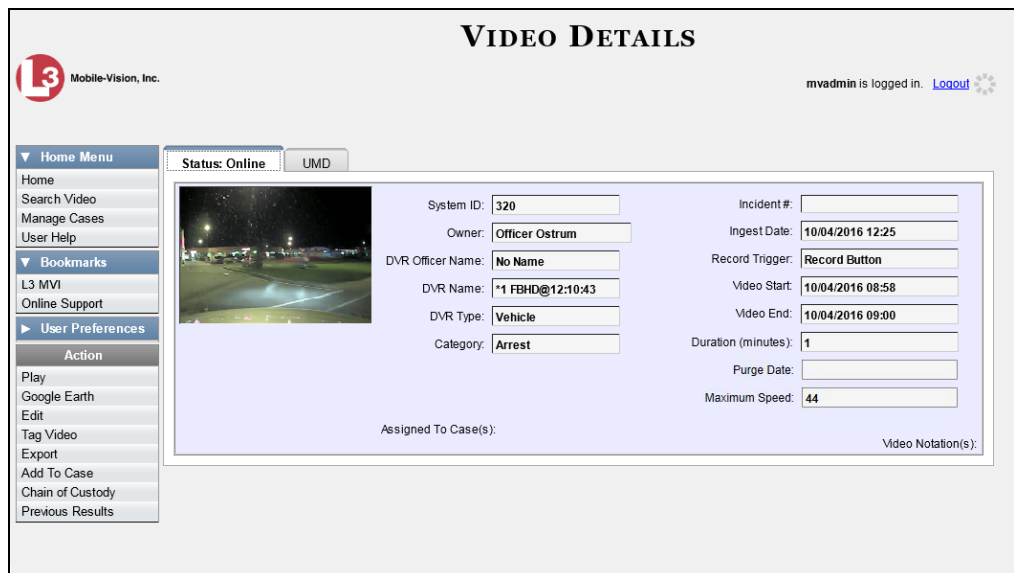 VIDEO DETAILS
L3 Mobile-Vision, Inc.
mvadmin is logged in. Logout
▼ Home Menu
Home
Search Video
Manage Cases
User Help
▼ Bookmarks
L3 MVI
Online Support
► User Preferences
Action
Play
Google Earth
Edit
Tag Video
Export
Add To Case
Chain of Custody
Previous Results
Status: Online
UMD
System ID: 320
Owner: Officer Ostrum
DVR Officer Name: No Name
DVR Name: *1 FBHD@12:10:43
DVR Type: Vehicle
Category: Arrest
Incident #:
Ingest Date: 10/04/2016 12:25
Record Trigger: Record Button
Video Start: 10/04/2016 08:58
Video End: 10/04/2016 09:00
Duration (minutes): 1
Purge Date:
Maximum Speed: 44
Assigned To Case(s):
Video Notation(s):